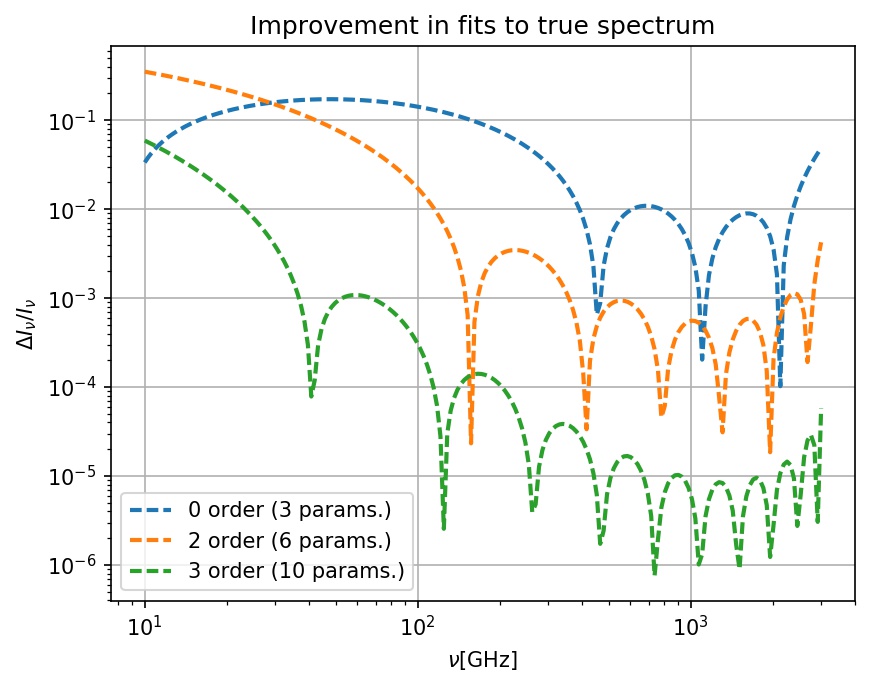 Improvement in fits to true spectrum
ΔIν/Iν
10⁻¹
10⁻²
10⁻³
10⁻⁴
10⁻⁵
10⁻⁶
0 order (3 params.)
2 order (6 params.)
3 order (10 params.)
10¹ 10² 10³
ν[GHz]